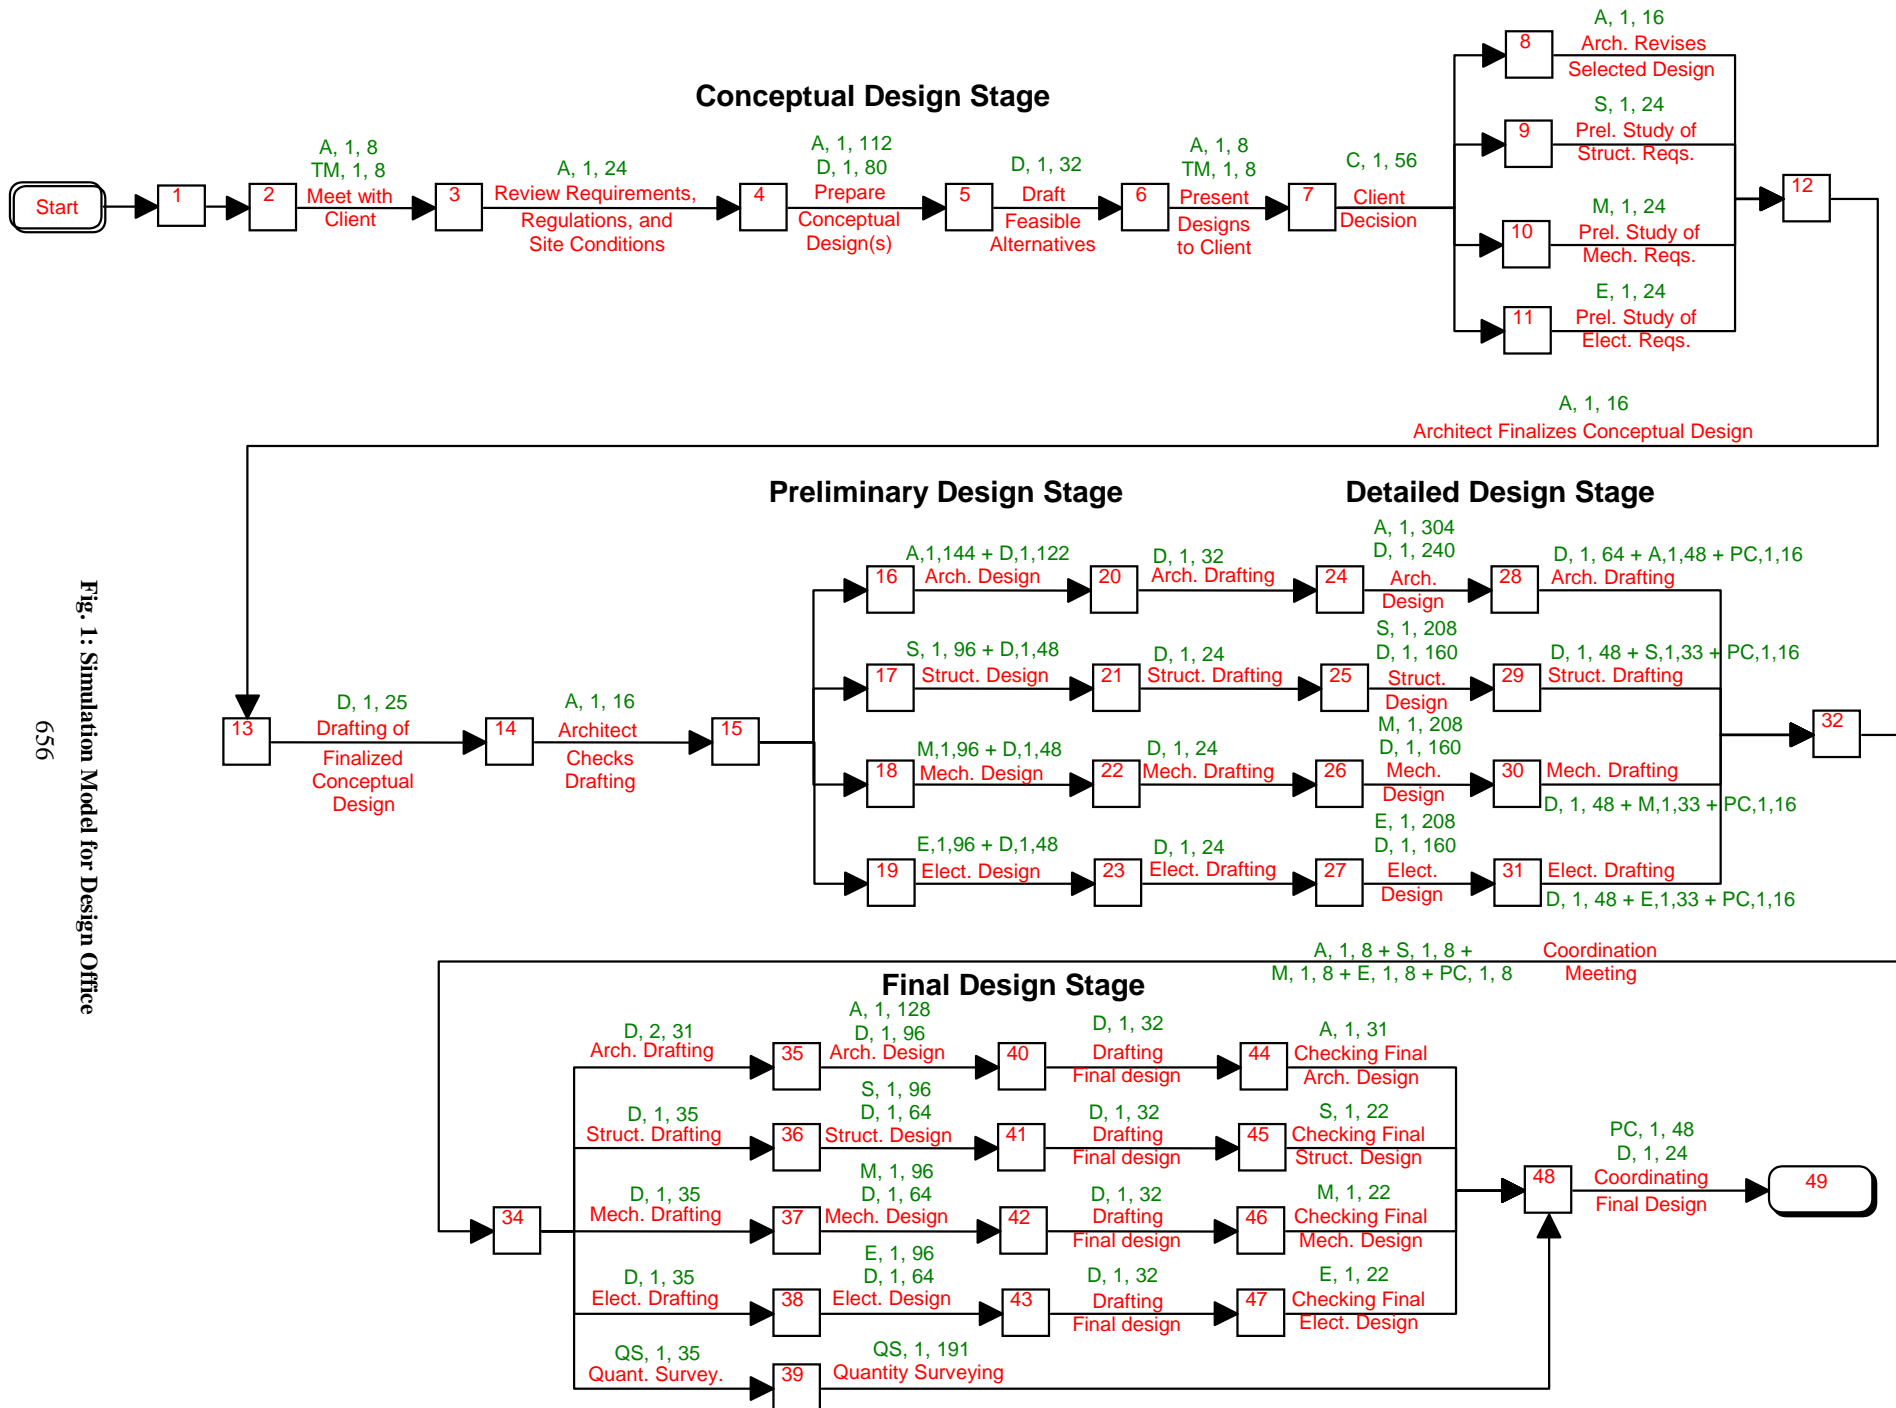 Conceptual Design Stage
Start
1
2
A, 1, 8
TM, 1, 8
Meet with
Client
3
A, 1, 24
Review Requirements,
Regulations, and
Site Conditions
4
A, 1, 112
D, 1, 80
Prepare
Conceptual
Design(s)
5
D, 1, 32
Draft
Feasible
Alternatives
6
A, 1, 8
TM, 1, 8
Present
Designs
to Client
7
C, 1, 56
Client
Decision
8
A, 1, 16
Arch. Revises
Selected Design
9
S, 1, 24
Prel. Study of
Struct. Reqs.
10
M, 1, 24
Prel. Study of
Mech. Reqs.
11
E, 1, 24
Prel. Study of
Elect. Reqs.
12
A, 1, 16
Architect Finalizes Conceptual Design
Preliminary Design Stage
Detailed Design Stage
13
D, 1, 25
Drafting of
Finalized
Conceptual
Design
14
A, 1, 16
Architect
Checks
Drafting
15
16
A,1,144 + D,1,122
Arch. Design
20
D, 1, 32
Arch. Drafting
24
A, 1, 304
D, 1, 240
Arch.
Design
28
D, 1, 64 + A,1,48 + PC,1,16
Arch. Drafting
17
S, 1, 96 + D,1,48
Struct. Design
21
D, 1, 24
Struct. Drafting
25
S, 1, 208
D, 1, 160
Struct.
Design
29
D, 1, 48 + S,1,33 + PC,1,16
Struct. Drafting
18
M,1,96 + D,1,48
Mech. Design
22
D, 1, 24
Mech. Drafting
26
M, 1, 208
D, 1, 160
Mech.
Design
30
Mech. Drafting
D, 1, 48 + M,1,33 + PC,1,16
19
E,1,96 + D,1,48
Elect. Design
23
D, 1, 24
Elect. Drafting
27
E, 1, 208
D, 1, 160
Elect.
Design
31
Elect. Drafting
D, 1, 48 + E,1,33 + PC,1,16
32
A, 1, 8 + S, 1, 8 +
M, 1, 8 + E, 1, 8 + PC, 1, 8
Coordination
Meeting
Final Design Stage
34
D, 2, 31
Arch. Drafting
35
A, 1, 128
D, 1, 96
Arch. Design
40
D, 1, 32
Drafting
Final design
44
A, 1, 31
Checking Final
Arch. Design
D, 1, 35
Struct. Drafting
36
S, 1, 96
D, 1, 64
Struct. Design
41
D, 1, 32
Drafting
Final design
45
S, 1, 22
Checking Final
Struct. Design
D, 1, 35
Mech. Drafting
37
M, 1, 96
D, 1, 64
Mech. Design
42
D, 1, 32
Drafting
Final design
46
M, 1, 22
Checking Final
Mech. Design
D, 1, 35
Elect. Drafting
38
E, 1, 96
D, 1, 64
Elect. Design
43
D, 1, 32
Drafting
Final design
47
E, 1, 22
Checking Final
Elect. Design
QS, 1, 35
Quant. Survey.
39
QS, 1, 191
Quantity Surveying
48
PC, 1, 48
D, 1, 24
Coordinating
Final Design
49
Fig. 1: Simulation Model for Design Office
656